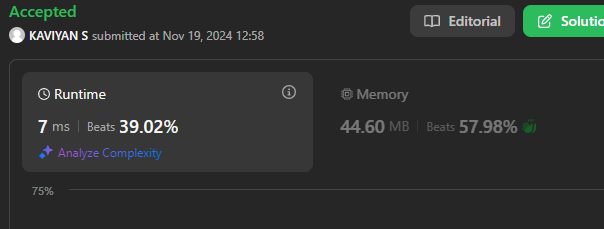 Accepted
KAVIYAN S submitted at Nov 19, 2024 12:58
Editorial
Solutio
Runtime
7 ms | Beats 39.02%
Analyze Complexity
Memory
44.60 MB | Beats 57.98%
75%